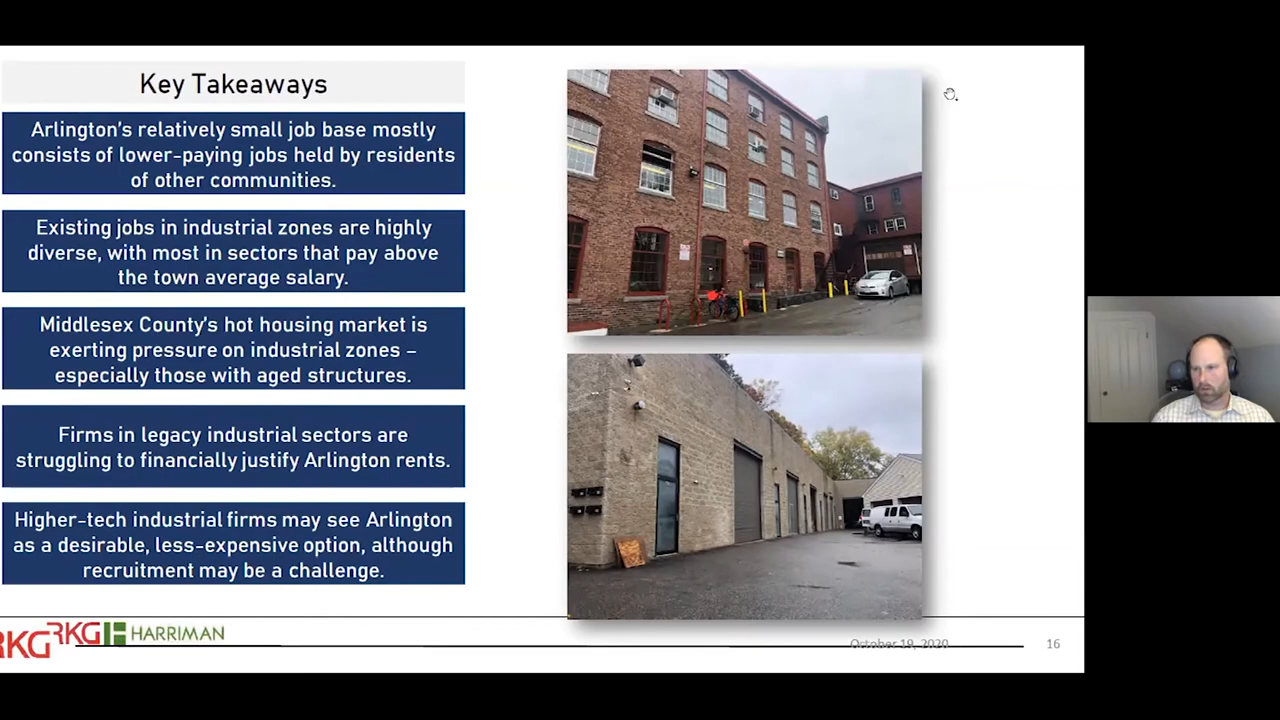 Key Takeaways
Arlington's relatively small job base mostly
consists of lower-paying jobs held by residents
of other communities.
Existing jobs in industrial zones are highly
diverse, with most in sectors that pay above
the town average salary.
Middlesex County's hot housing market is
exerting pressure on industrial zones –
especially those with aged structures.
Firms in legacy industrial sectors are
struggling to financially justify Arlington rents.
Higher-tech industrial firms may see Arlington
as a desirable, less-expensive option, although
recruitment may be a challenge.
RKG RKG HARRIMAN
October 19, 2020
16